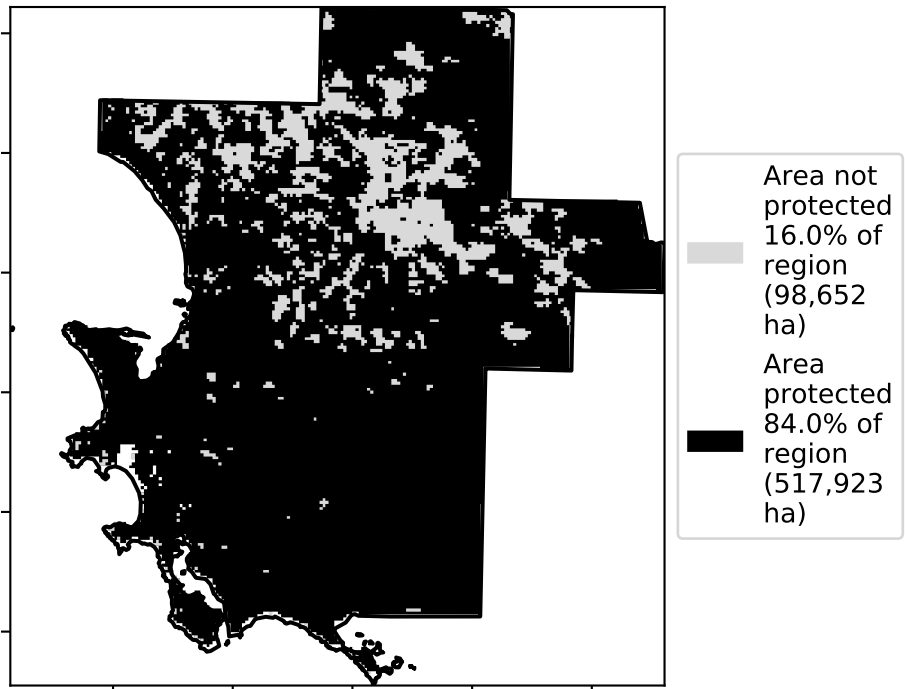 Area not
protected
16.0% of
region
(98,652
ha)
Area
protected
84.0% of
region
(517,923
ha)